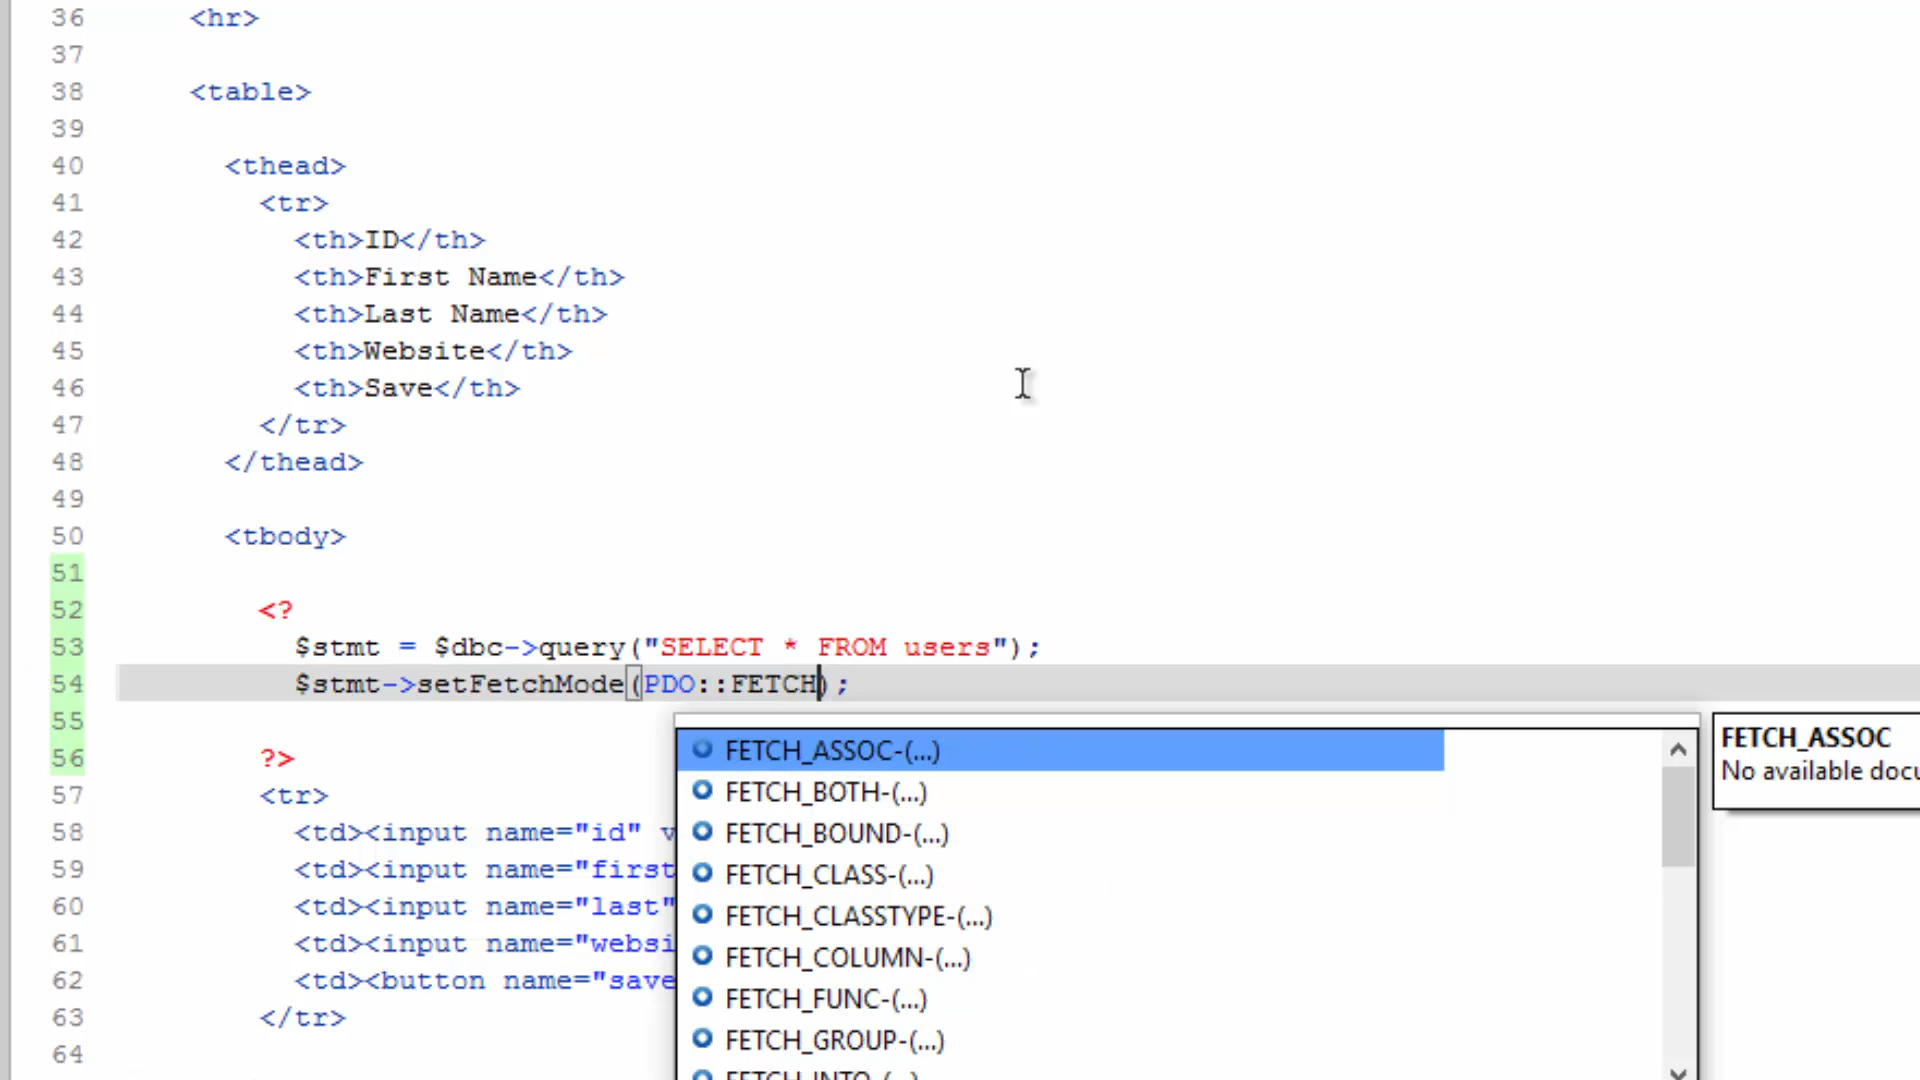 36 <hr>
37
38 <table>
39
40 <thead>
41 <tr>
42 <th>ID</th>
43 <th>First Name</th>
44 <th>Last Name</th>
45 <th>Website</th>
46 <th>Save</th>
47 </tr>
48 </thead>
49
50 <tbody>
51
52 <?
53 $stmt = $dbc->query("SELECT * FROM users");
54 $stmt->setFetchMode(PDO::FETCH);
55
56 ?>
57 <tr>
58 <td><input name="id" v
59 <td><input name="first
60 <td><input name="last"
61 <td><input name="websi
62 <td><button name="save
63 </tr>
64
FETCH_ASSOC-(...)
FETCH_BOTH-(...)
FETCH_BOUND-(...)
FETCH_CLASS-(...)
FETCH_CLASSTYPE-(...)
FETCH_COLUMN-(...)
FETCH_FUNC-(...)
FETCH_GROUP-(...)
FETCH_INTO-(...)
FETCH_ASSOC
No available docu